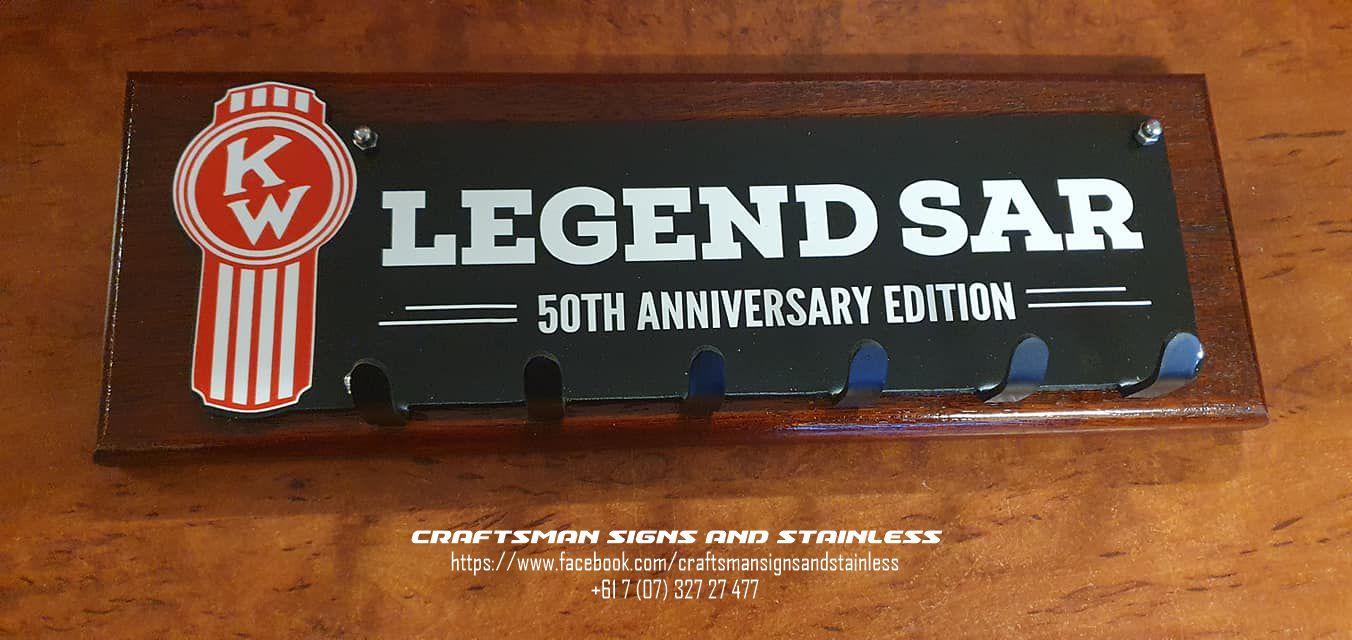 KW
LEGEND SAR
50TH ANNIVERSARY EDITION
CRAFTSMAN SIGNS AND STAINLESS
https://www.facebook.com/craftsmansignsandstainless
+61 7 (07) 327 27 477